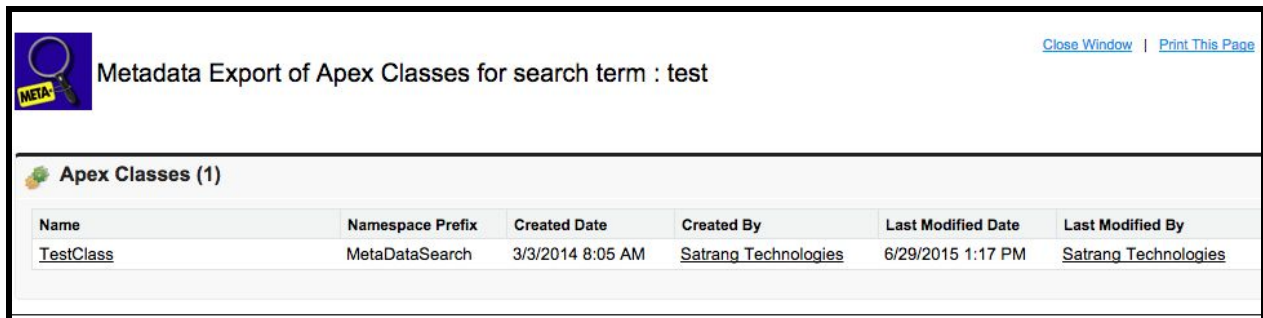 Close Window | Print This Page
META-
Metadata Export of Apex Classes for search term : test
Apex Classes (1)
Name Namespace Prefix Created Date Created By Last Modified Date Last Modified By
TestClass MetaDataSearch 3/3/2014 8:05 AM Satrang Technologies 6/29/2015 1:17 PM Satrang Technologies